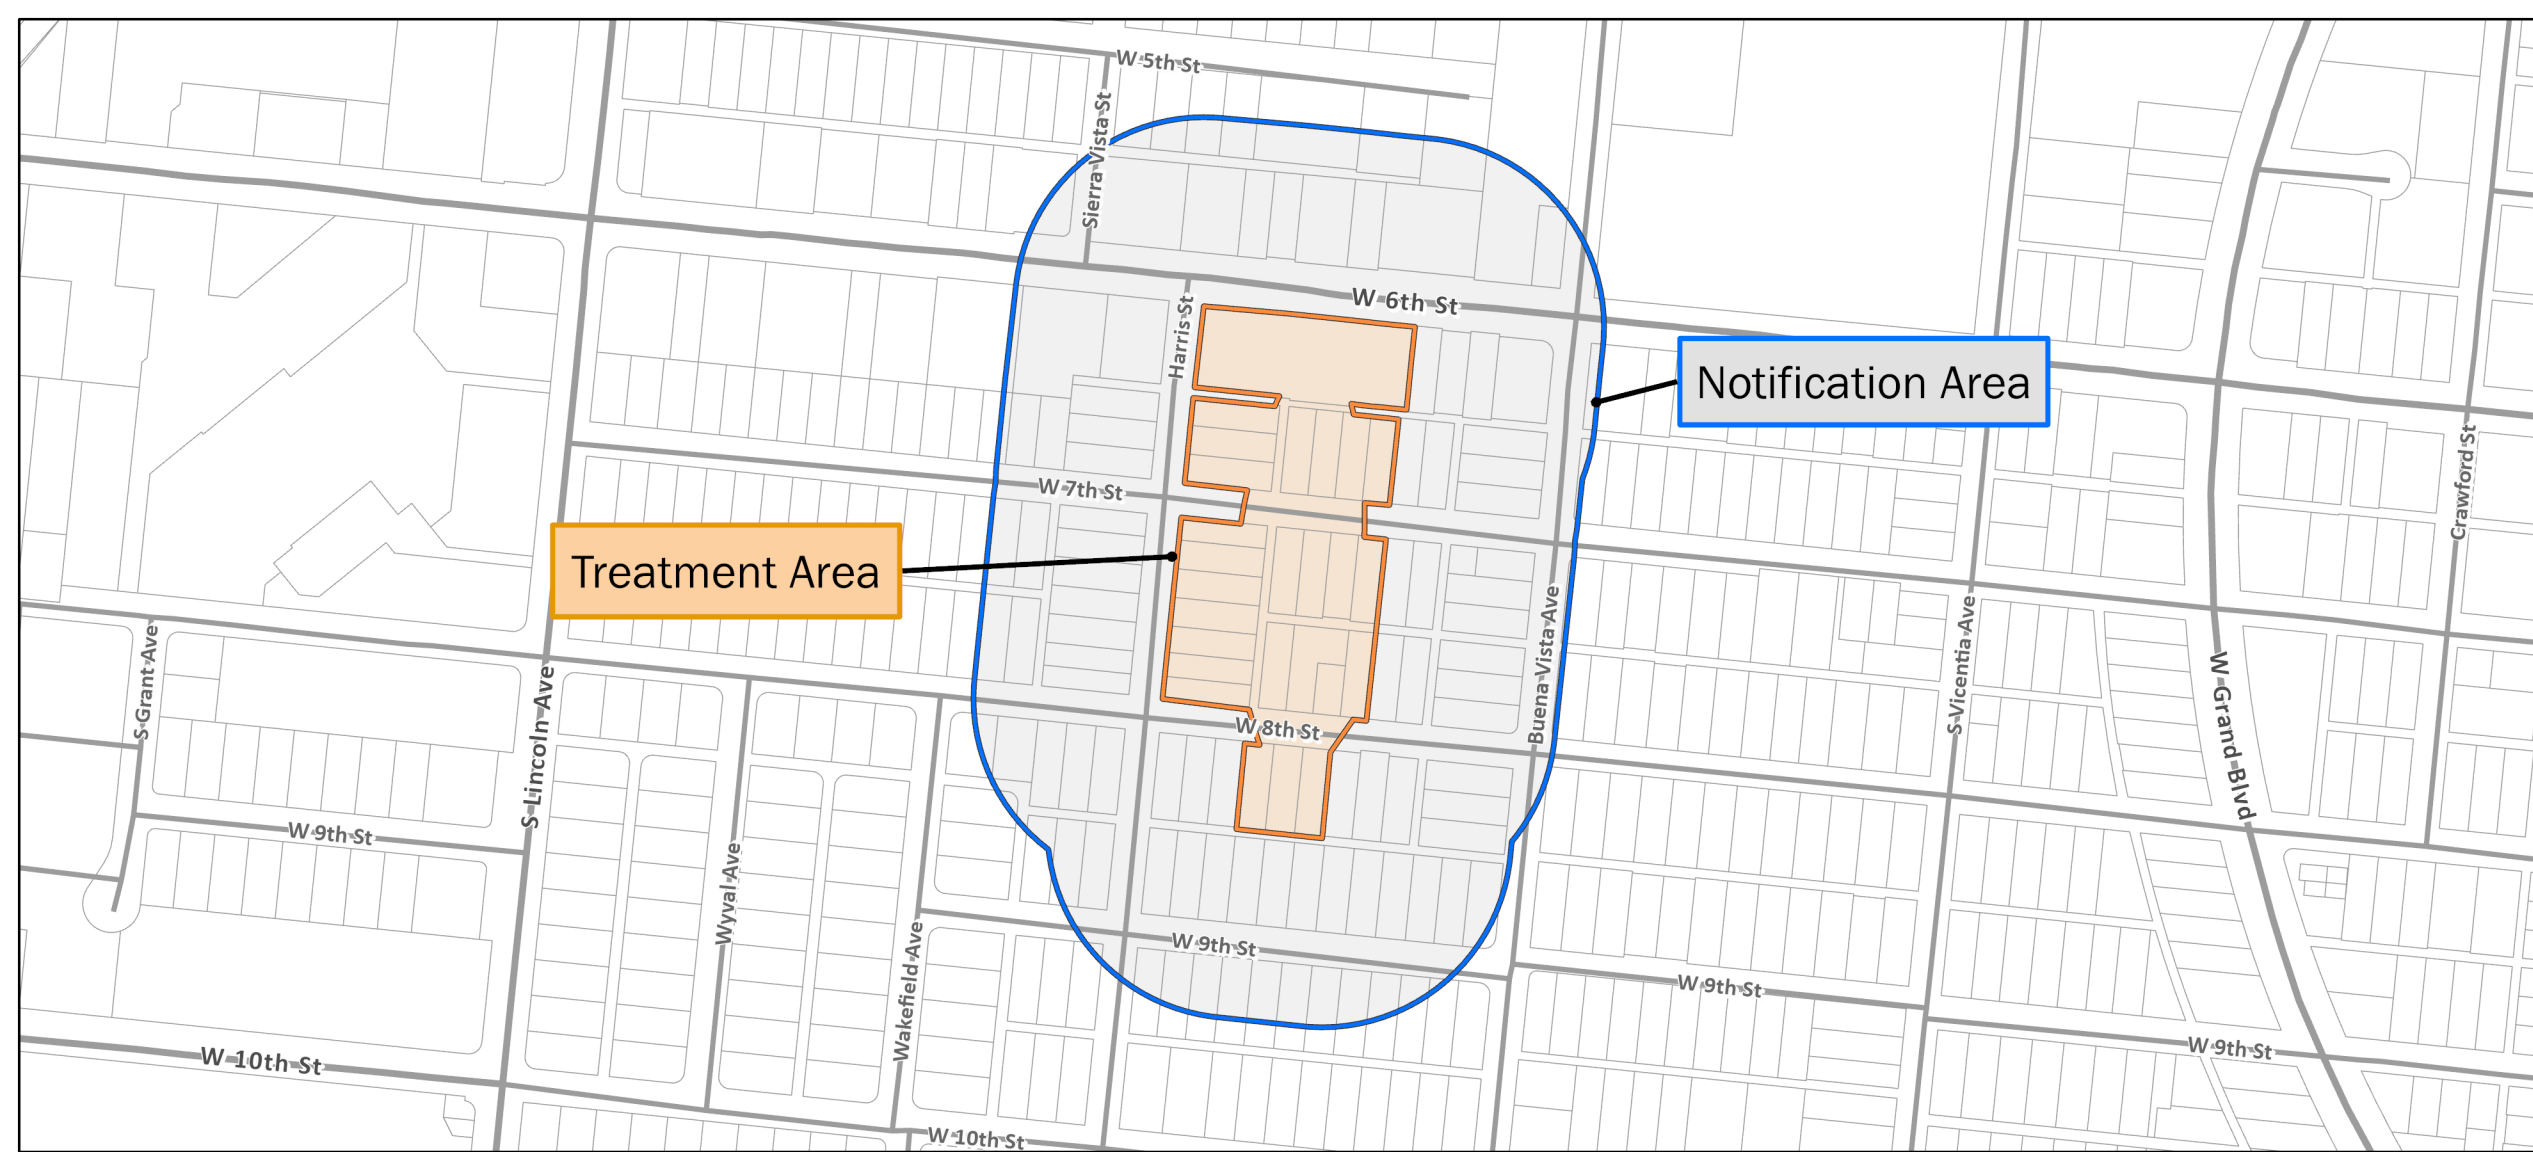 W 5th St
Sierra Vista St
W 6th St
Harris St
Notification Area
Crawford St
W 7th St
Treatment Area
Buena Vista Ave
S Vicentia Ave
S Grant Ave
W Grand Blvd
S Lincoln Ave
W 8th St
W 9th St
Wyval Ave
Wakefield Ave
W 9th St
W 9th St
W 9th St
W 10th St
W 10th St